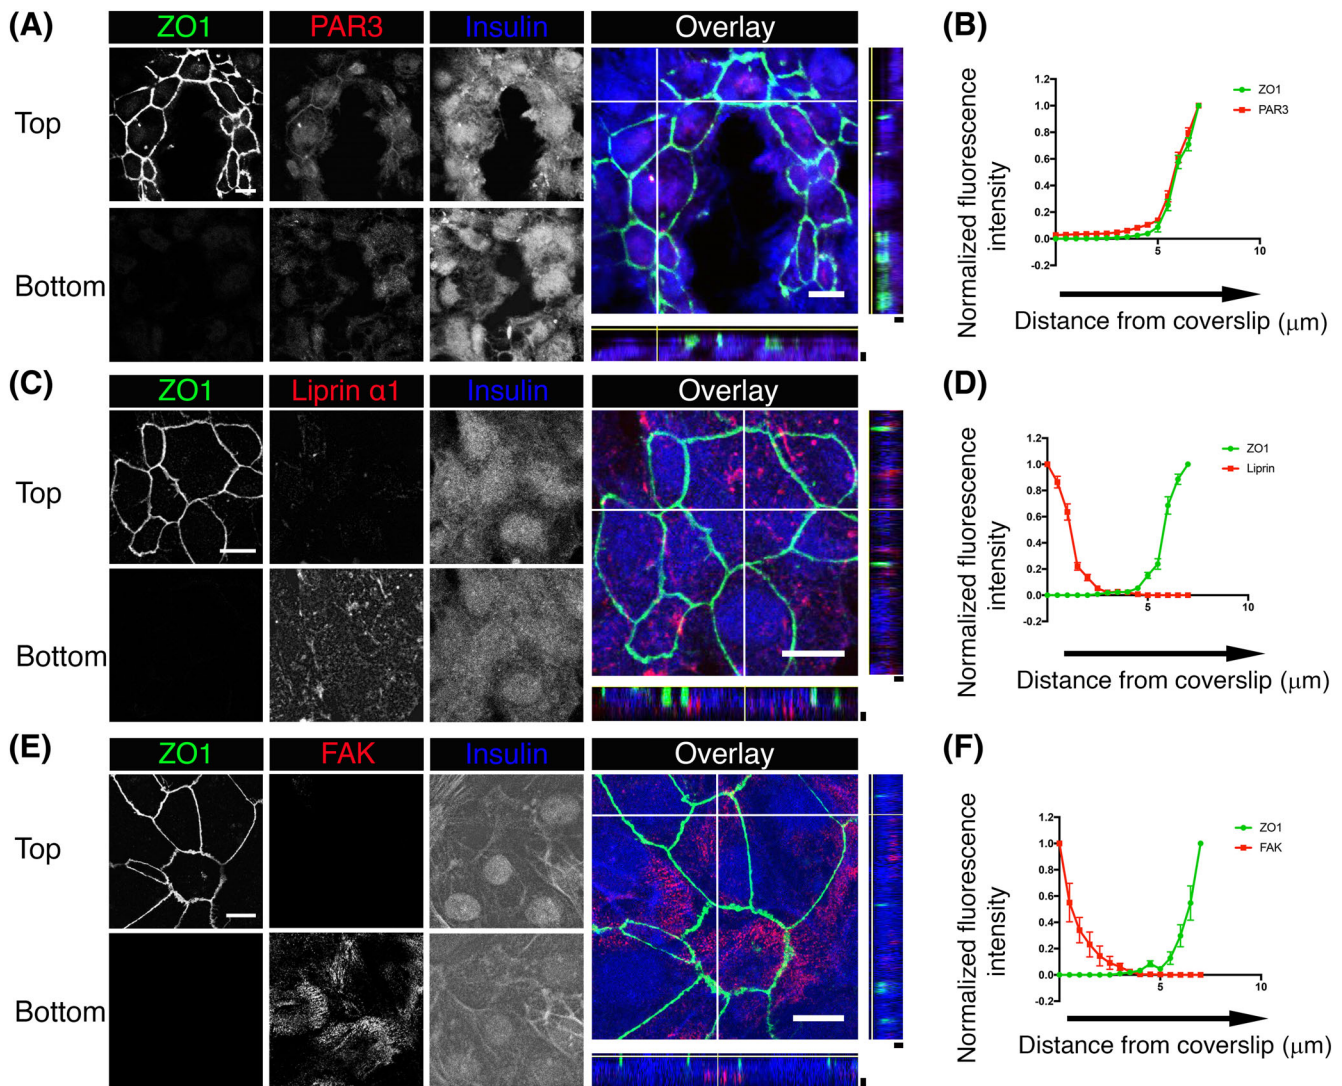 (A)
ZO1 PAR3 Insulin Overlay
Top
Bottom
(B)
Normalized fluorescence
intensity
1.2
1.0
0.8
0.6
0.4
0.2
0.0
-0.2
5 10
ZO1
PAR3
Distance from coverslip (μm)
(C)
ZO1 Liprin α1 Insulin Overlay
Top
Bottom
(D)
Normalized fluorescence
intensity
1.2
1.0
0.8
0.6
0.4
0.2
0.0
-0.2
5 10
ZO1
Liprin
Distance from coverslip (μm)
(E)
ZO1 FAK Insulin Overlay
Top
Bottom
(F)
Normalized fluorescence
intensity
1.2
1.0
0.8
0.6
0.4
0.2
0.0
-0.2
5 10
ZO1
FAK
Distance from coverslip (μm)